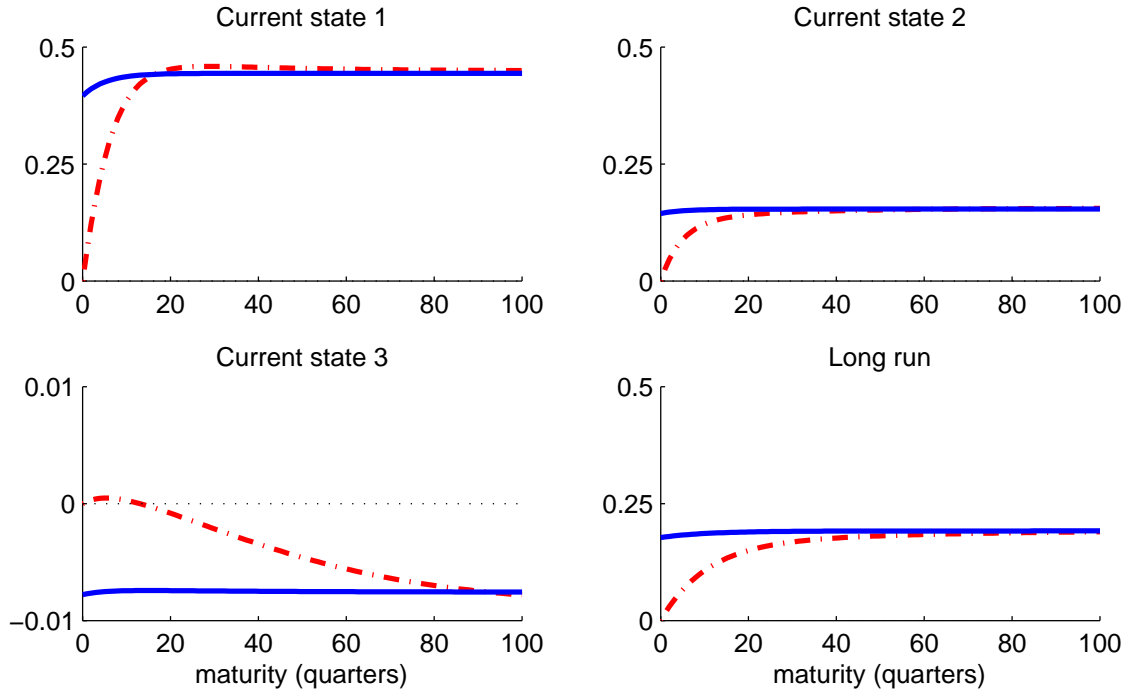 Current state 1
0.5
0.25
0
0 20 40 60 80 100
Current state 2
0.5
0.25
0
0 20 40 60 80 100
Current state 3
0.01
0
−0.01
0 20 40 60 80 100
maturity (quarters)
Long run
0.5
0.25
0
0 20 40 60 80 100
maturity (quarters)